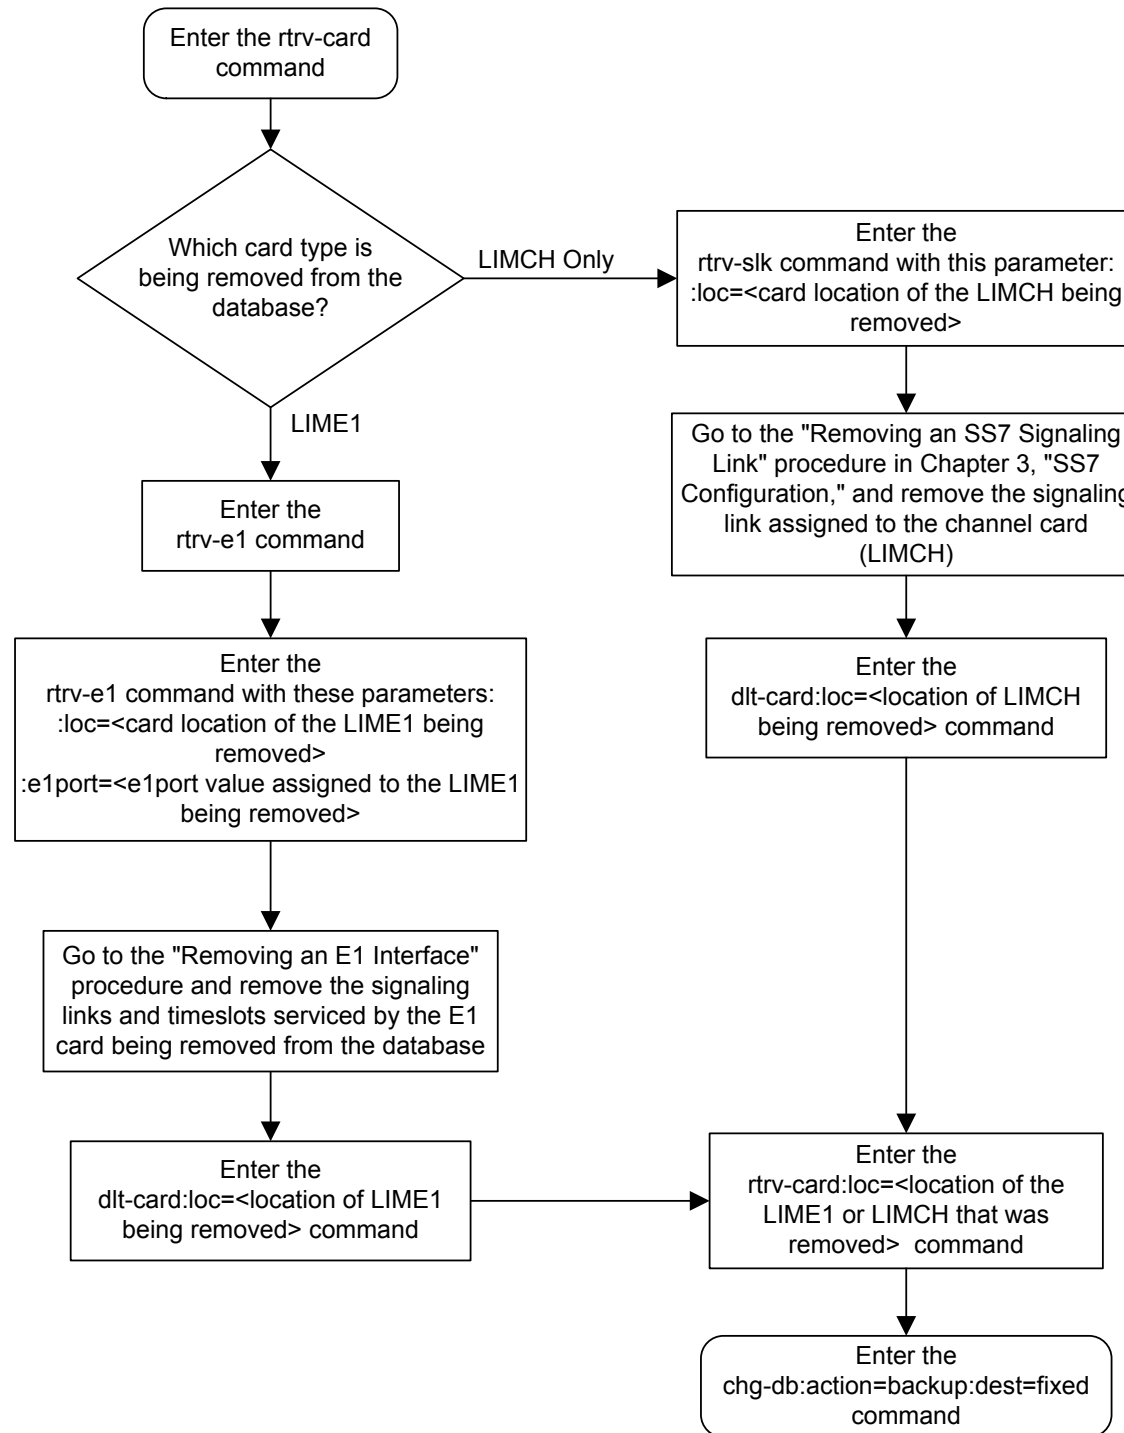 Enter the rtrv-card
command
Which card type is
being removed from the
database?
LIMCH Only
LIME1
Enter the
rtrv-slk command with this parameter:
:loc=<card location of the LIMCH being
removed>
Go to the "Removing an SS7 Signaling
Link" procedure in Chapter 3, "SS7
Configuration," and remove the signaling
link assigned to the channel card
(LIMCH)
Enter the
dlt-card:loc=<location of LIMCH
being removed> command
Enter the
rtrv-e1 command
Enter the
rtrv-e1 command with these parameters:
:loc=<card location of the LIME1 being
removed>
:e1port=<e1port value assigned to the LIME1
being removed>
Go to the "Removing an E1 Interface"
procedure and remove the signaling
links and timeslots serviced by the E1
card being removed from the database
Enter the
dlt-card:loc=<location of LIME1
being removed> command
Enter the
rtrv-card:loc=<location of the
LIME1 or LIMCH that was
removed> command
Enter the
chg-db:action=backup:dest=fixed
command